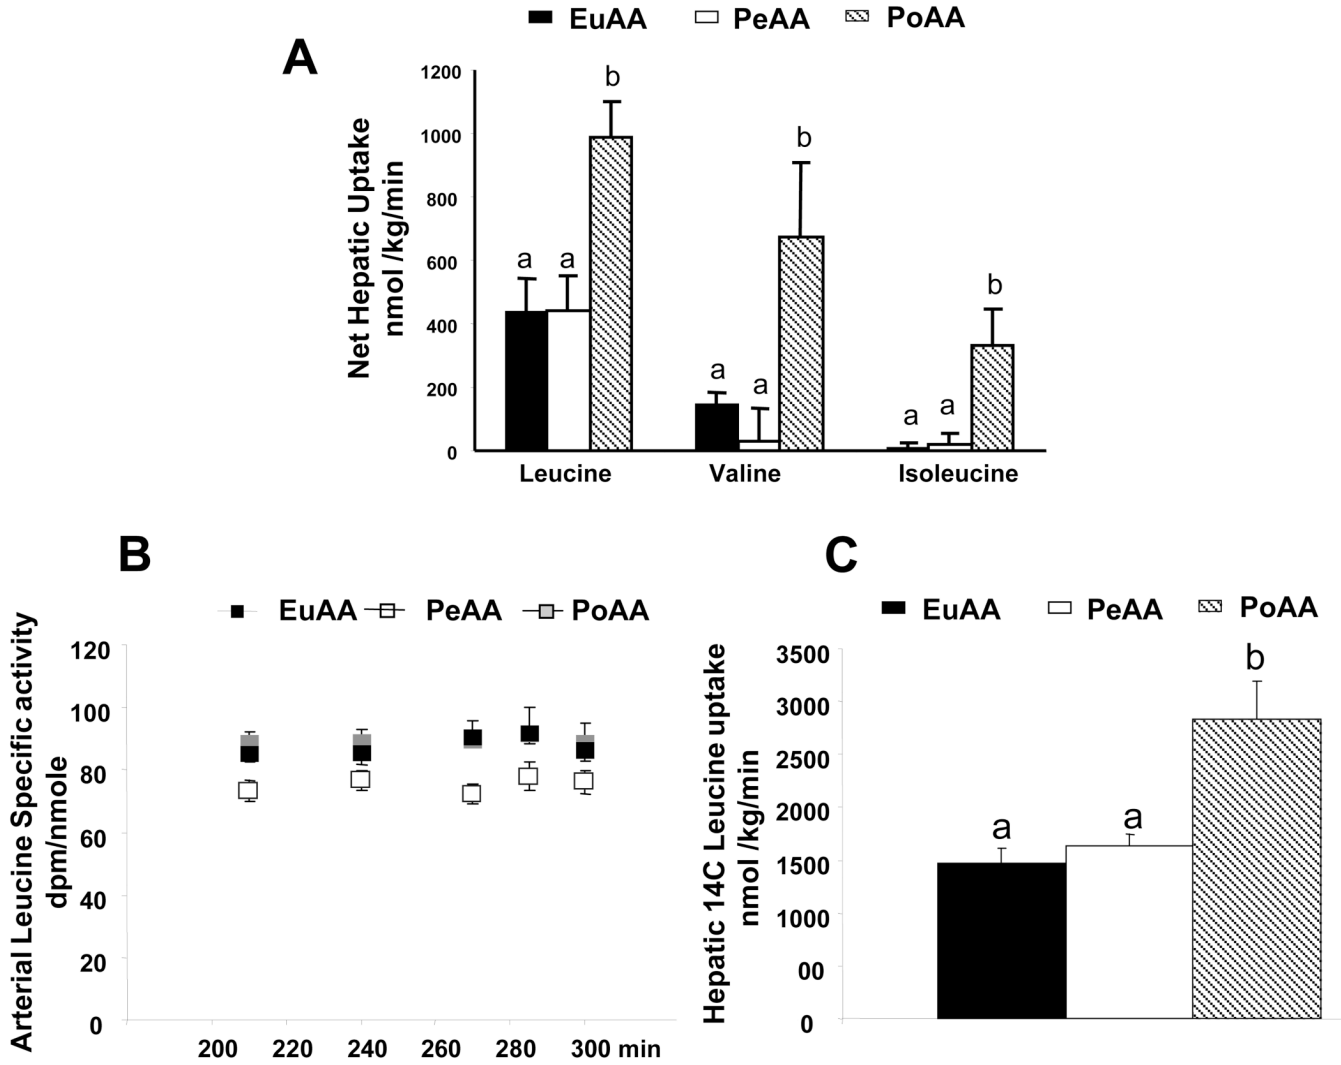 EuAA PeAA PoAA
A
Net Hepatic Uptake
nmol /kg/min
1200
1000
800
600
400
200
0
b
a a
b
a a
b
a a
Leucine Valine Isoleucine
B
EuAA PeAA PoAA
Arterial Leucine Specific activity
dpm/nmole
120
100
80
60
40
20
0
200 220 240 260 280 300 min
C
EuAA PeAA PoAA
Hepatic 14C Leucine uptake
nmol /kg/min
3500
3000
2500
2000
1500
1000
00
0
a a b